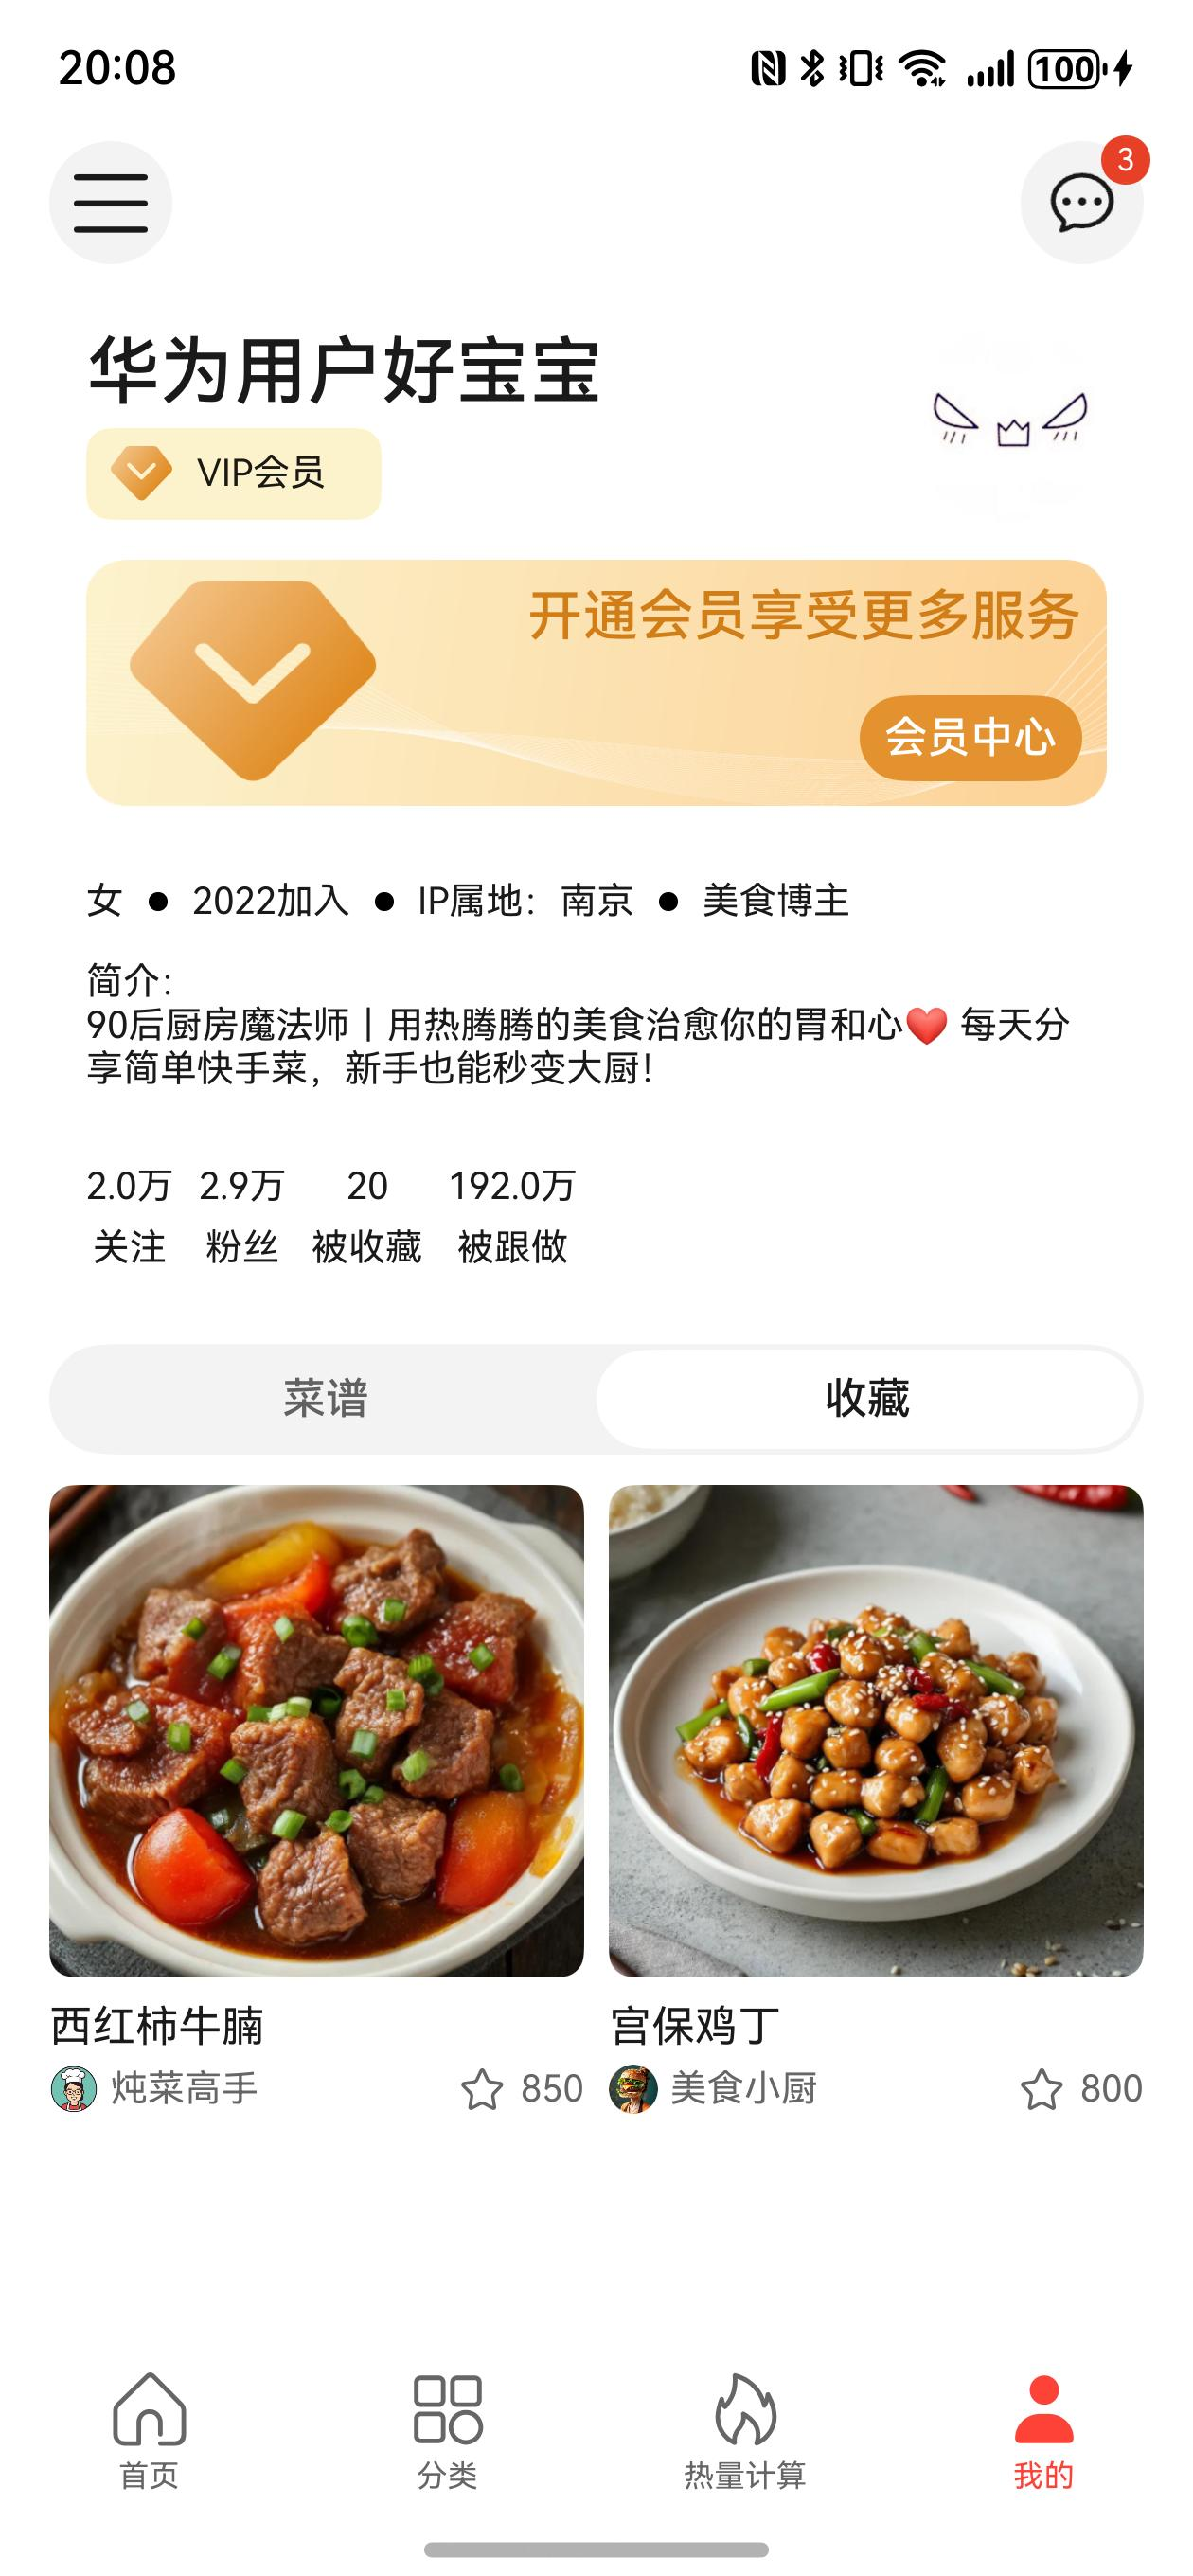 20:08
100
3
华为用户好宝宝
VIP会员
开通会员享受更多服务
会员中心
女 ● 2022加入 ● IP属地：南京 ● 美食博主
简介：
90后厨房魔法师丨用热腾腾的美食治愈你的胃和心❤️ 每天分
享简单快手菜，新手也能秒变大厨！
2.0万 2.9万 20 192.0万
关注 粉丝 被收藏 被跟做
菜谱 收藏
西红柿牛腩 宫保鸡丁
炖菜高手 850 美食小厨 800
首页 分类 热量计算 我的